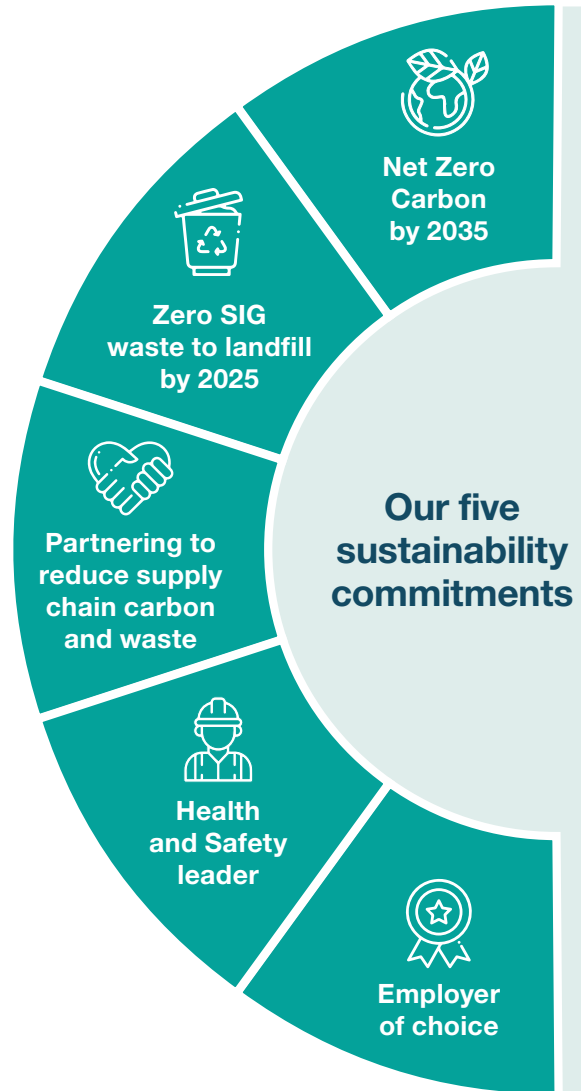 Net Zero
Carbon
by 2035
Zero SIG
waste to landfill
by 2025
Partnering to
reduce supply
chain carbon
and waste
Our five
sustainability
commitments
Health
and Safety
leader
Employer
of choice